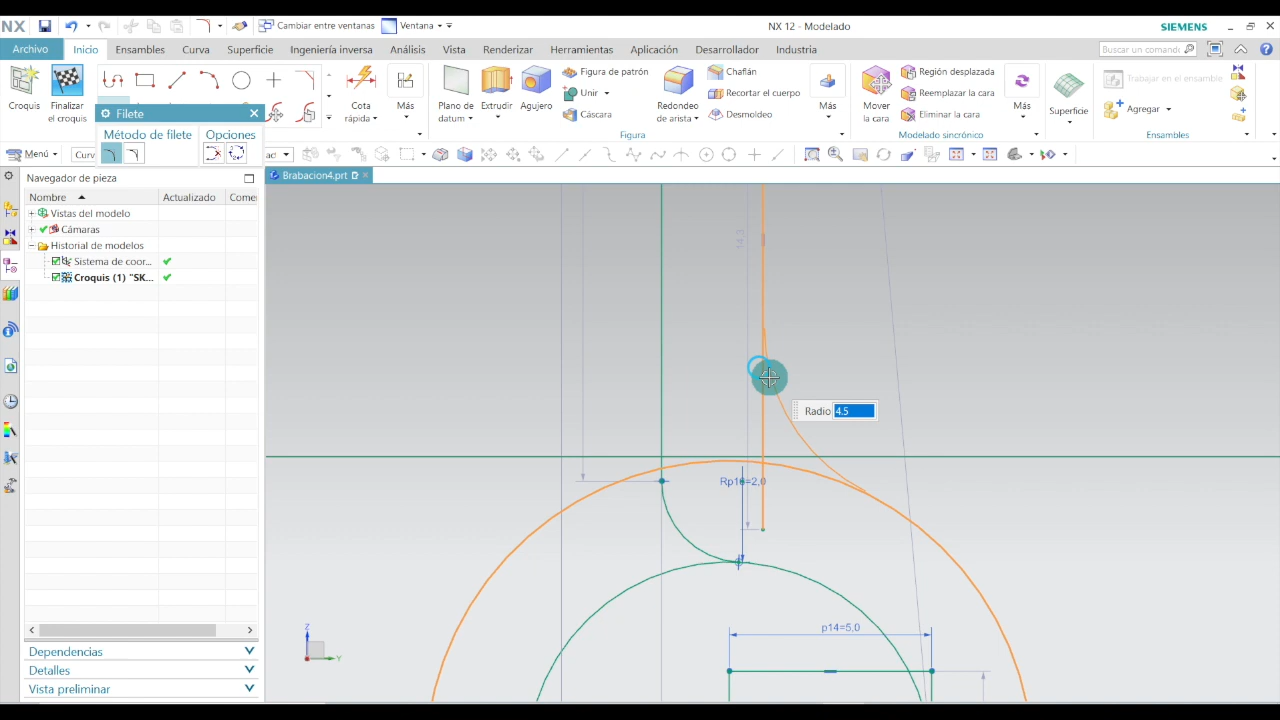 NX Cambiar entre ventanas Ventana NX 12 - Modelado SIEMENS
Archivo Inicio Ensambles Curva Superficie Ingeniería inversa Análisis Vista Renderizar Herramientas Aplicación Desarrollador Industria Buscar un comando
Croquis Finalizar el croquis
Cota rápida
Más
Plano de datum
Extrudir
Agujero
Figura de patrón
Unir
Cáscara
Redondeo de arista
Chaflán
Recortar el cuerpo
Desmoldeo
Más
Mover la cara
Región desplazada
Reemplazar la cara
Eliminar la cara
Más
Superficie
Trabajar en el ensamble
Agregar
Figura Modelado sincrónico Ensambles
Filete
Método de filete Opciones
Menú Curv ad
Navegador de pieza
Brabacion4.prt
Nombre Actualizado Come
Vistas del modelo
Cámaras
Historial de modelos
Sistema de coor...
Croquis (1) "SK...
14,3
Radio 4.5
Rp16=2,0
p14=5,0
Z
Y
Dependencias
Detalles
Vista preliminar